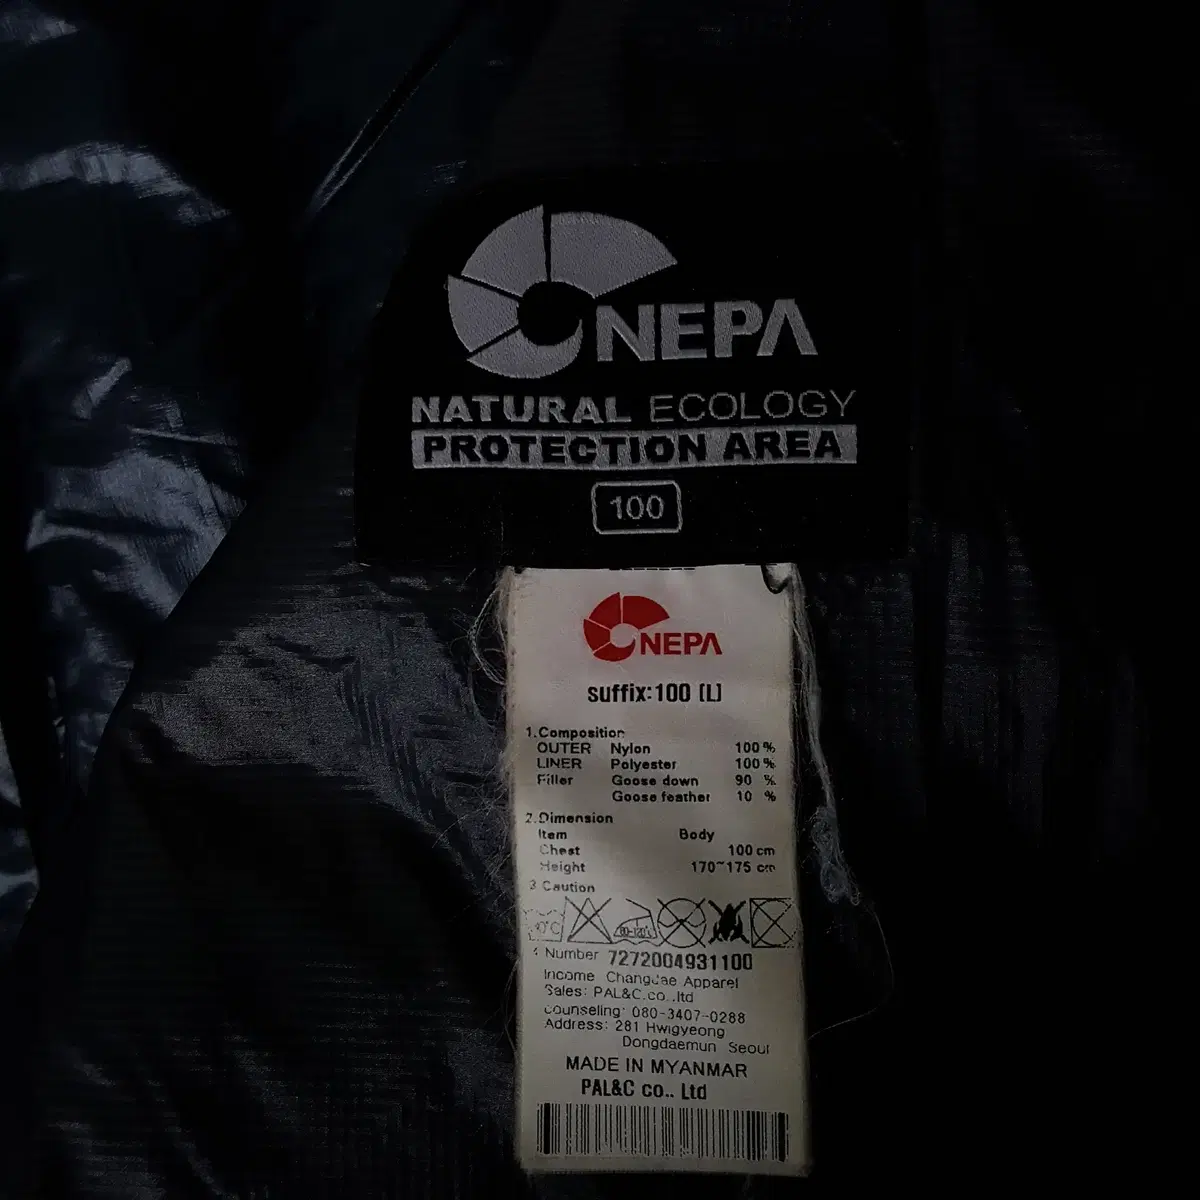 NEPA
NATURAL ECOLOGY
PROTECTION AREA
100
NEPA
suffix:100 [L]
1.Composition
OUTER Nylon 100 %
LINER Polyester 100 %
Filler Goose down 90 %
Goose feather 10 %
2.Dimension
Item Body
Chest 100 cm
Height 170~175 cm
3 Caution
80-120℃
4 Number 7272004931100
Income Changjae Apparel
Sales: PAL&C.co.,ltd
counseling: 080-3407-0288
Address: 281 Hwigyeong
Dongdaemun Seoul
MADE IN MYANMAR
PAL&C co., Ltd